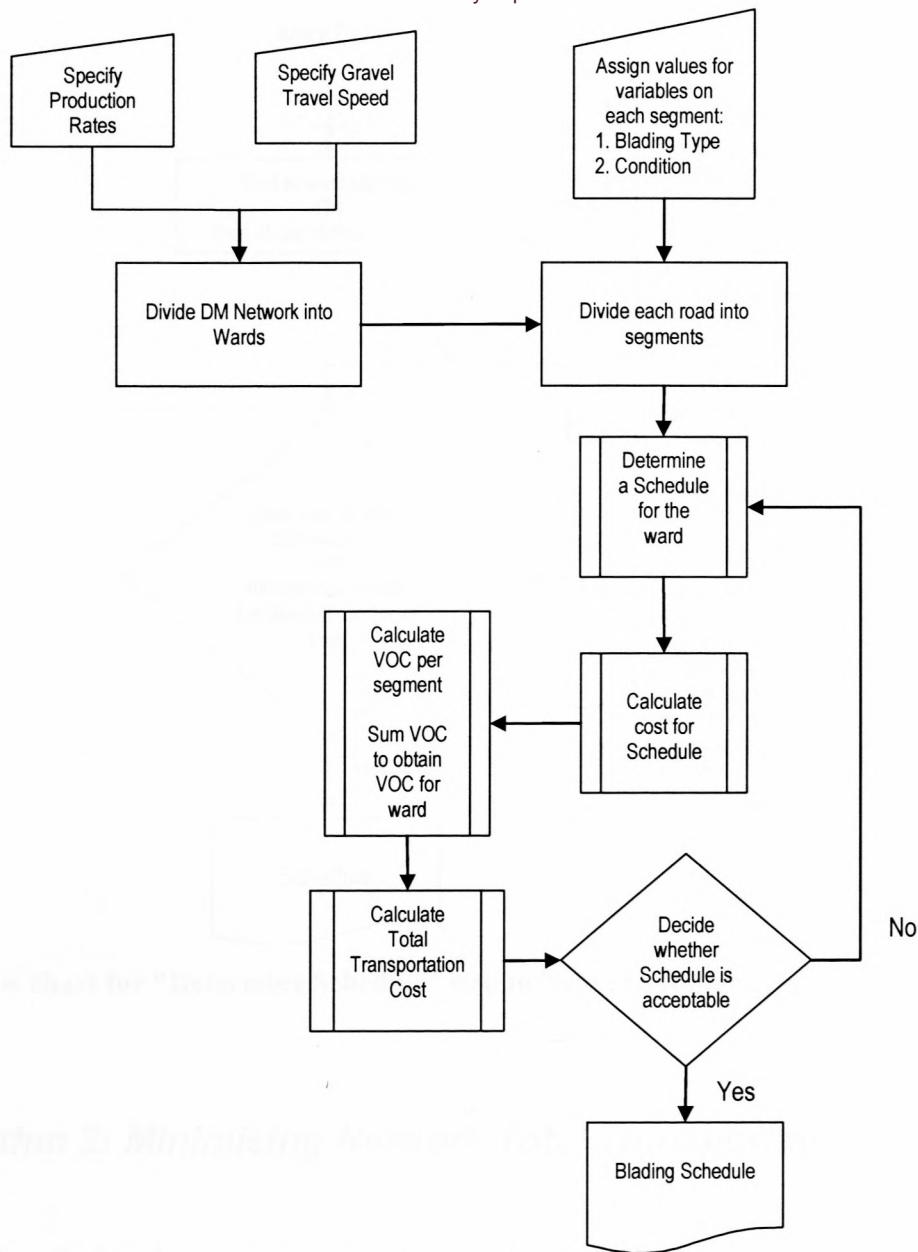 Specify
Production
Rates
Specify Gravel
Travel Speed
Assign values for
variables on
each segment:
1. Blading Type
2. Condition
Divide DM Network into
Wards
Divide each road into
segments
Determine
a Schedule
for the
ward
Calculate
VOC per
segment
Sum VOC
to obtain
VOC for
ward
Calculate
cost for
Schedule
Calculate
Total
Transportation
Cost
Decide
whether
Schedule is
acceptable
No
Yes
Blading Schedule